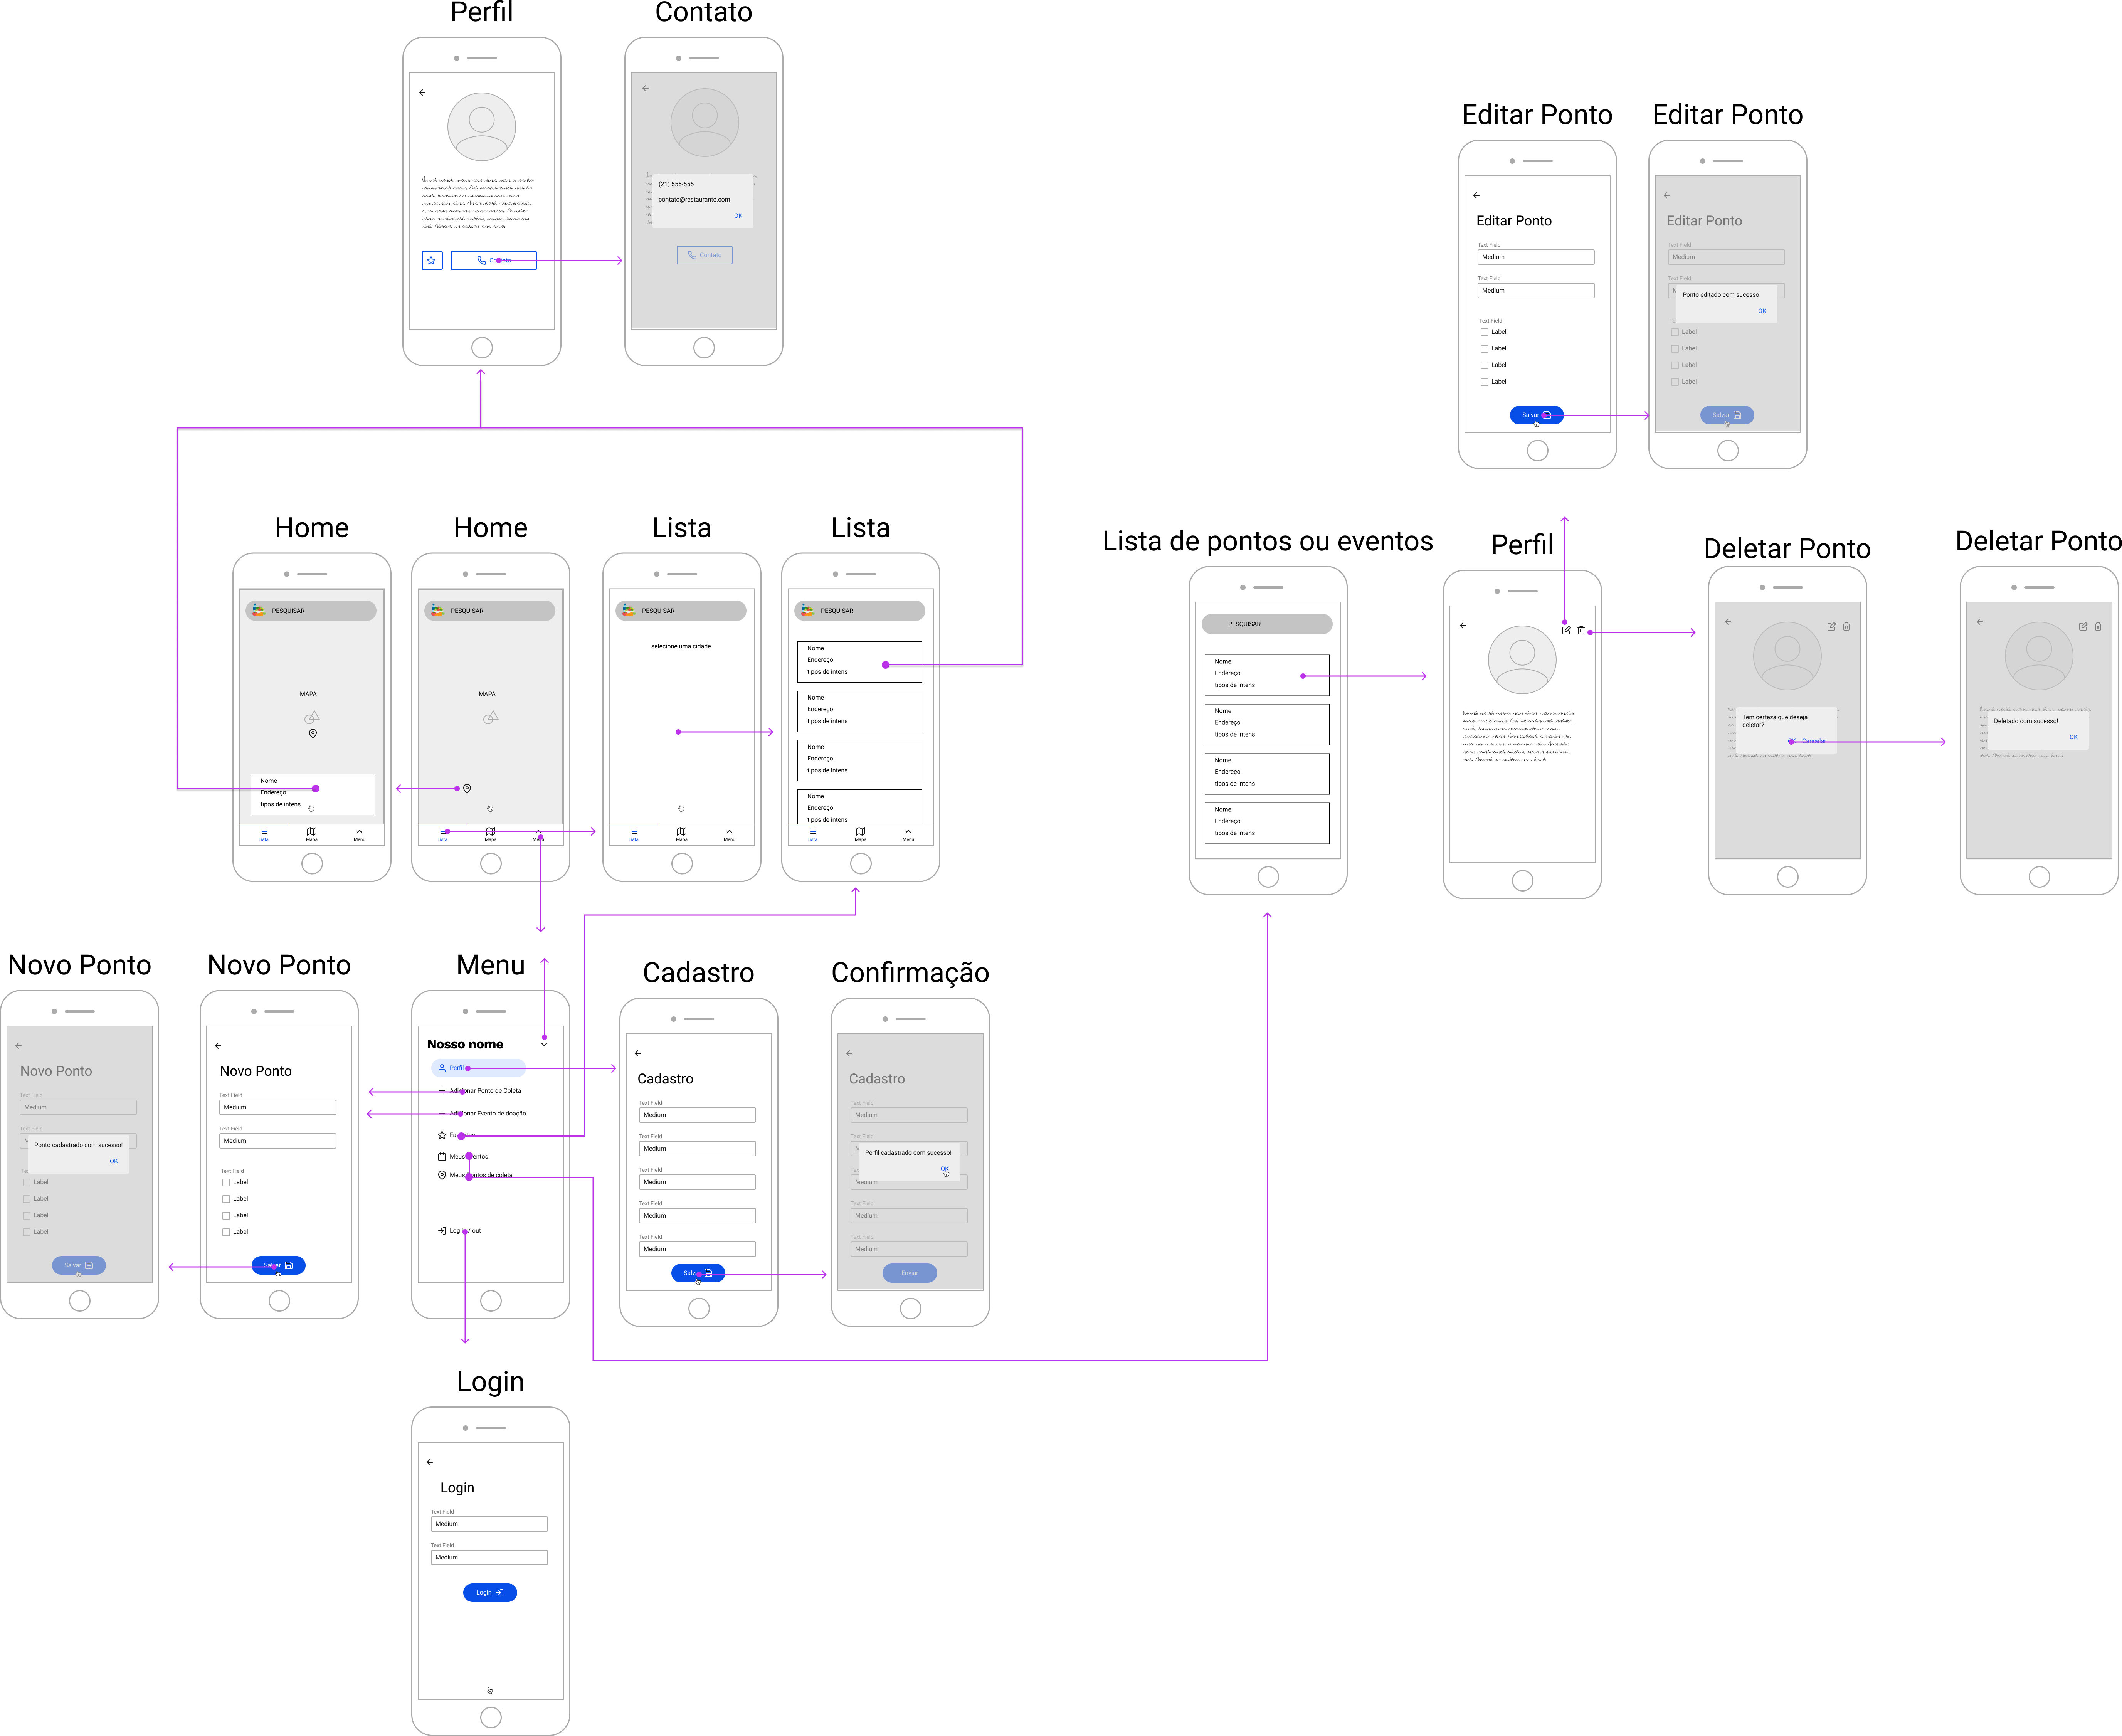 Perfil
Contato
(21) 555-555
contato@restaurante.com
OK
Contato
Editar Ponto
Editar Ponto
Editar Ponto
Text Field
Medium
Text Field
Medium
Text Field
Label
Label
Label
Label
Salvar
Editar Ponto
Text Field
Medium
Text Field
Ponto editado com sucesso!
OK
Label
Label
Label
Label
Salvar
Home
PESQUISAR
MAPA
Nome
Endereço
tipos de intens
Lista
Mapa
Menu
Home
PESQUISAR
MAPA
Lista
Mapa
Menu
Lista
PESQUISAR
selecione uma cidade
Lista
Mapa
Menu
Lista
PESQUISAR
Nome
Endereço
tipos de intens
Nome
Endereço
tipos de intens
Nome
Endereço
tipos de intens
Nome
Endereço
tipos de intens
Lista
Mapa
Menu
Lista de pontos ou eventos
PESQUISAR
Nome
Endereço
tipos de intens
Nome
Endereço
tipos de intens
Nome
Endereço
tipos de intens
Nome
Endereço
tipos de intens
Perfil
Deletar Ponto
Tem certeza que deseja
deletar?
Cancelar
Deletar Ponto
Deletado com sucesso!
OK
Novo Ponto
Novo Ponto
Text Field
Medium
Text Field
Ponto cadastrado com sucesso!
OK
Label
Label
Label
Label
Salvar
Novo Ponto
Novo Ponto
Text Field
Medium
Text Field
Medium
Text Field
Label
Label
Label
Label
Salvar
Menu
Nosso nome
Perfil
Adicionar Ponto de Coleta
Adicionar Evento de doação
Favoritos
Meus eventos
Meus pontos de coleta
Log in / out
Cadastro
Cadastro
Text Field
Medium
Text Field
Medium
Text Field
Medium
Text Field
Medium
Text Field
Medium
Salvar
Confirmação
Cadastro
Text Field
Medium
Text Field
Perfil cadastrado com sucesso!
OK
Medium
Text Field
Medium
Text Field
Medium
Enviar
Login
Login
Text Field
Medium
Text Field
Medium
Login